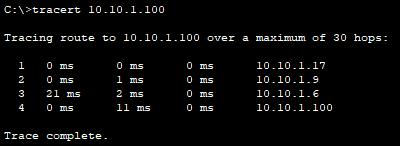 C:\>tracert 10.10.1.100
Tracing route to 10.10.1.100 over a maximum of 30 hops:
1 0 ms 0 ms 0 ms 10.10.1.17
2 0 ms 1 ms 0 ms 10.10.1.9
3 21 ms 2 ms 0 ms 10.10.1.6
4 0 ms 11 ms 0 ms 10.10.1.100
Trace complete.